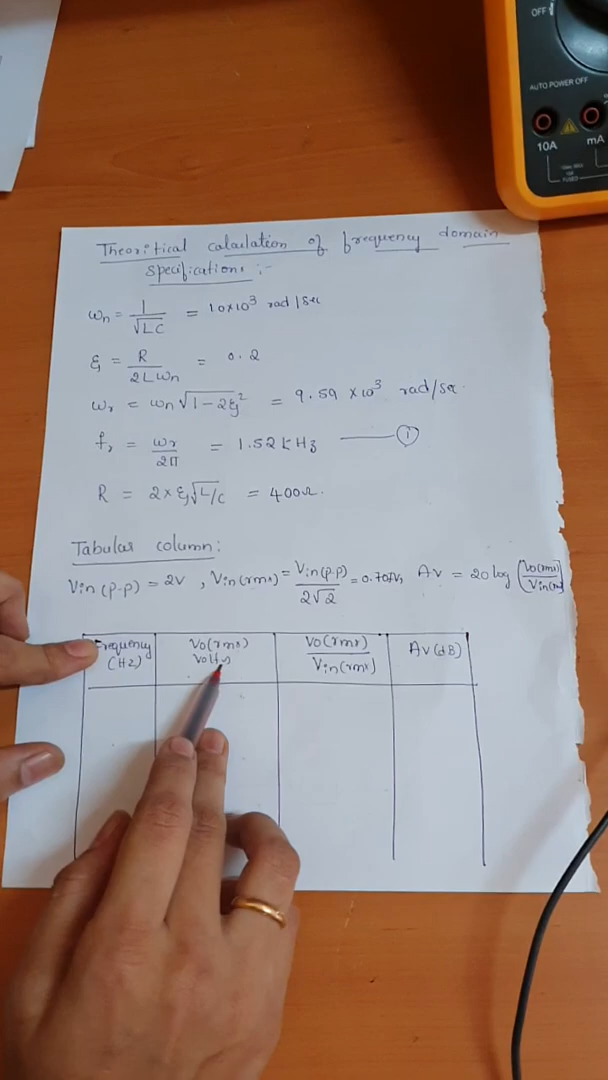 OFF
AUTO POWER OFF
10A
mA
FUSED
Theoritical calculation of frequency domain
specifications :-
ωn = 1/√LC = 10×10³ rad/sec
ξ = R/2Lωn = 0.2
ωr = ωn√1-2ξ² = 9.59 ×10³ rad/sec
fr = ωr/2π = 1.52 kHz —— ①
R = 2×ξ√L/C = 400Ω.
Tabular column:
Vin(p-p) = 2V , Vin(rms) = Vin(p-p)/2√2 = 0.707V, Av = 20log(Vo(rms)/Vin(rms)
Frequency (Hz) Vo(rms) Volts Vo(rms)/Vin(rms) Av(dB)